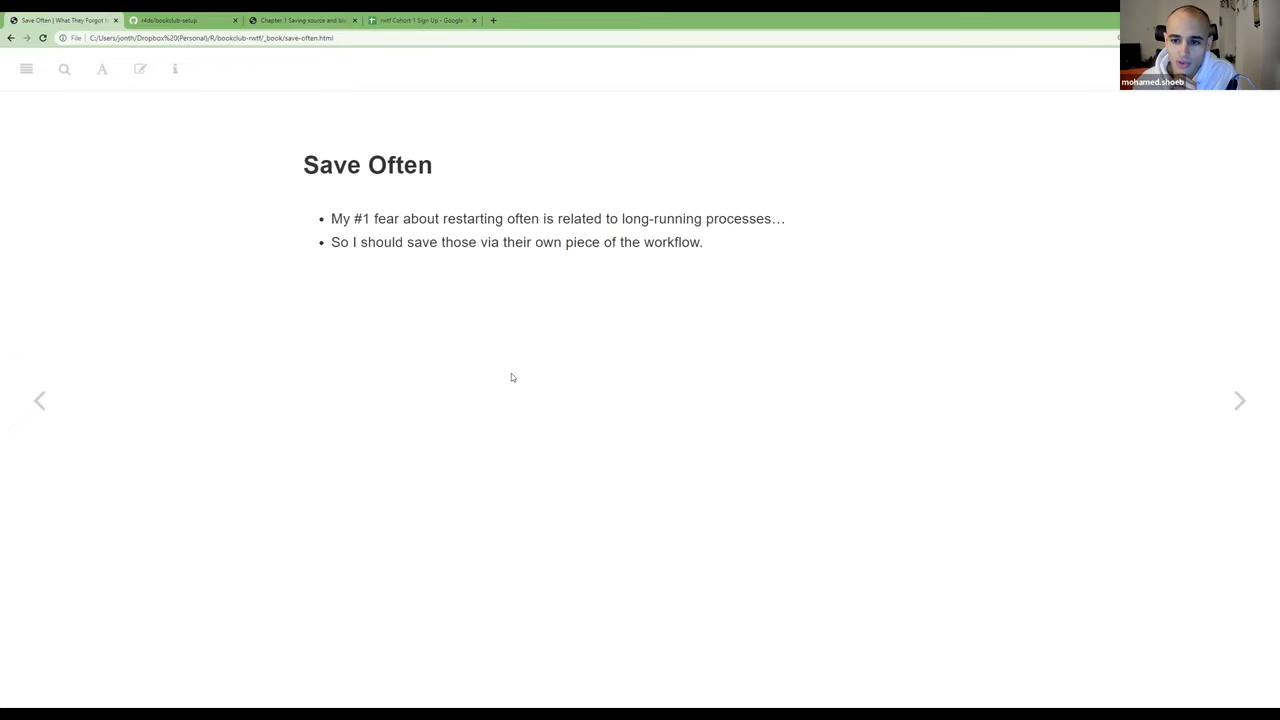 Save Often | What They Forgot t
r4ds/bookclub-setup
Chapter 1 Saving source and bl
rwtf Cohort 1 Sign Up - Google
File
C:/Users/jonth/Dropbox%20(Personal)/R/bookclub-rwtf/_book/save-often.html
mohamed.shoeb
Save Often
• My #1 fear about restarting often is related to long-running processes…
• So I should save those via their own piece of the workflow.